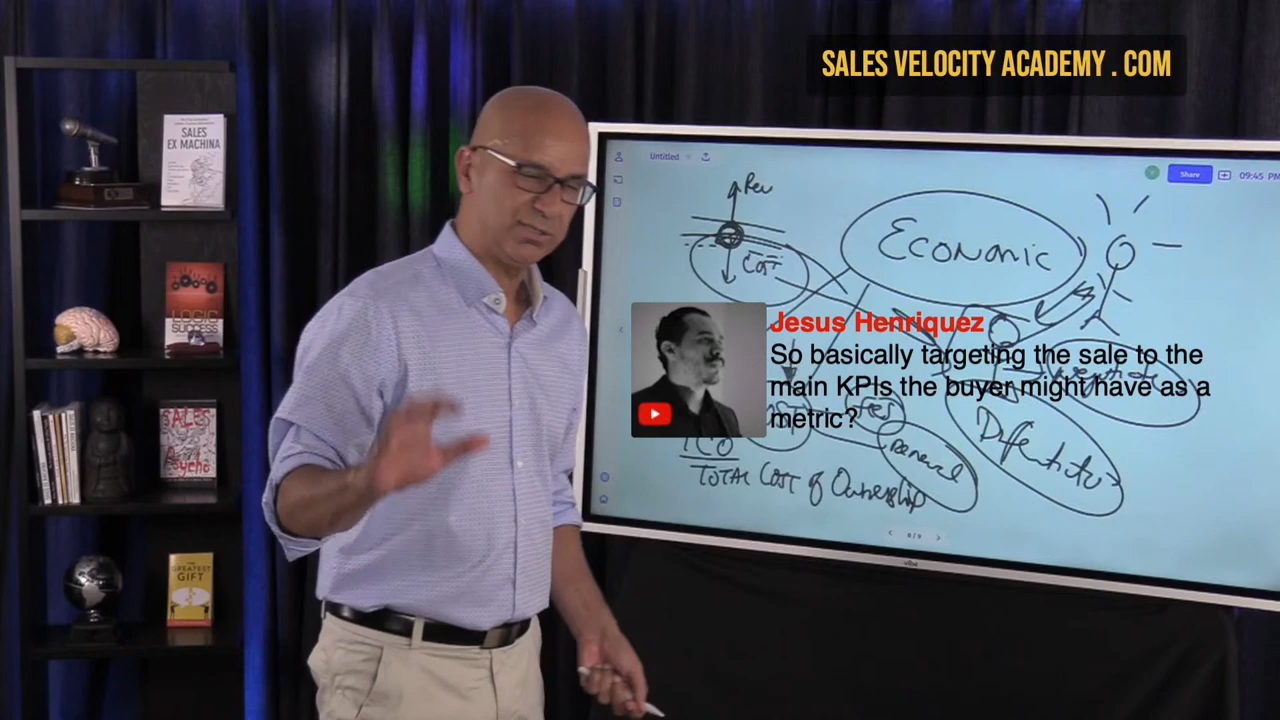 SALES VELOCITY ACADEMY . COM
SALES
EX MACHINA
Untitled
Share
09:45 PM
Rev
Economic
Cost
Jesus Henriquez
So basically targeting the sale to the
main KPIs the buyer might have as a
metric?
LOGIC
SUCCESS
SALES
Psycho
TCO
TOTAL COST of Ownership
THE
GREATEST
GIFT